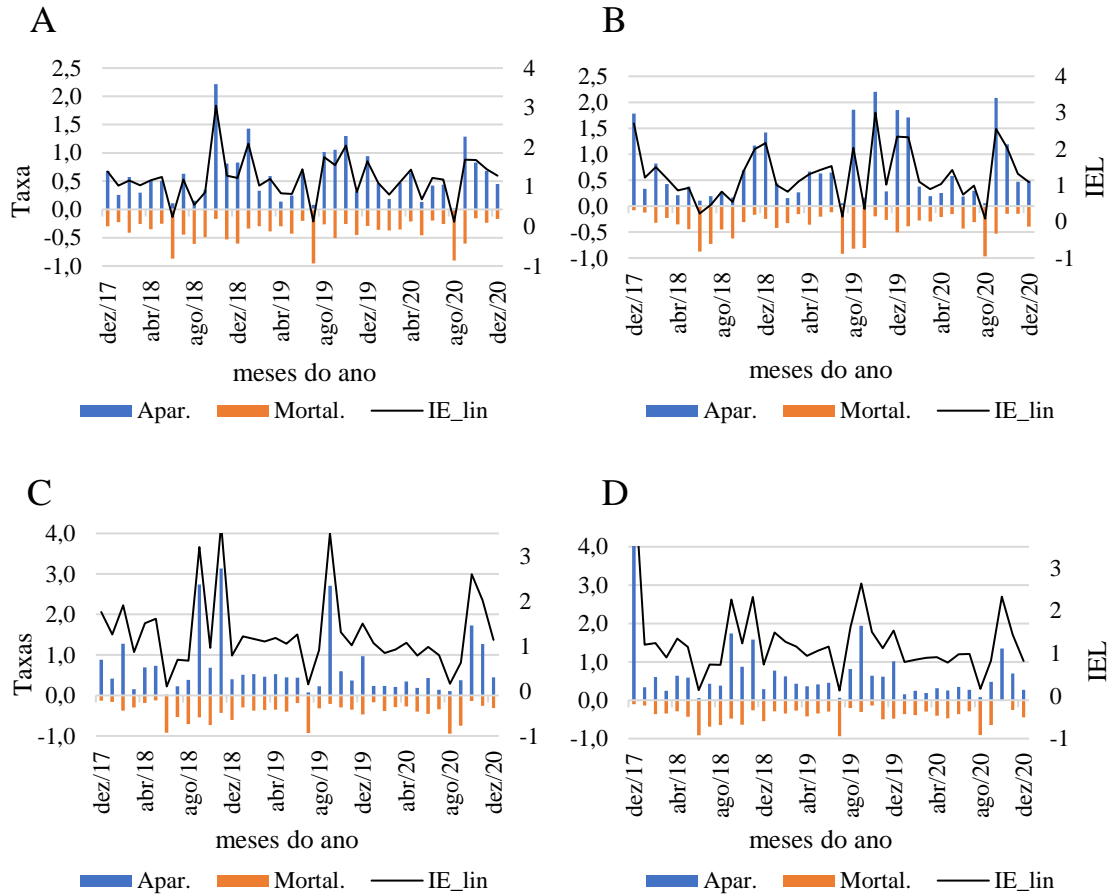 A
Taxa
2,5
2,0
1,5
1,0
0,5
0,0
-0,5
-1,0
4
3
2
1
0
-1
dez/17
abr/18
ago/18
dez/18
abr/19
ago/19
dez/19
abr/20
ago/20
dez/20
meses do ano
Apar. Mortal. IE_lin
B
2,5
2,0
1,5
1,0
0,5
0,0
-0,5
-1,0
4
3
2
1
0
-1
IEL
dez/17
abr/18
ago/18
dez/18
abr/19
ago/19
dez/19
abr/20
ago/20
dez/20
meses do ano
Apar. Mortal. IE_lin
C
Taxas
4,0
3,0
2,0
1,0
0,0
-1,0
3
2
1
0
-1
dez/17
abr/18
ago/18
dez/18
abr/19
ago/19
dez/19
abr/20
ago/20
dez/20
meses do ano
Apar. Mortal. IE_lin
D
4,0
3,0
2,0
1,0
0,0
-1,0
3
2
1
0
-1
IEL
dez/17
abr/18
ago/18
dez/18
abr/19
ago/19
dez/19
abr/20
ago/20
dez/20
meses do ano
Apar. Mortal. IE_lin